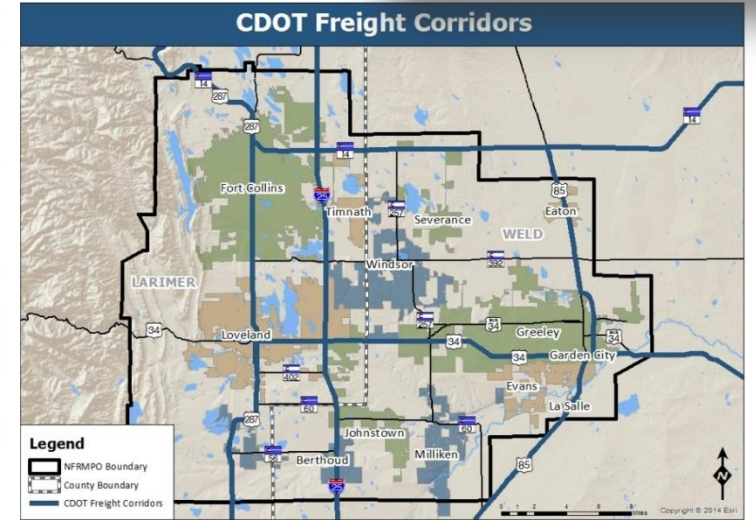 CDOT Freight Corridors
14
287
287
14
14
Fort Collins
25
Timnath
257
Severance
85
Eaton
WELD
392
Windsor
LARIMER
34
Loveland
257
34
Greeley
34
34
34
Garden City
402
Evans
60
La Salle
287
60
Johnstown
56
Berthoud
Milliken
85
25
Legend
NFRMPO Boundary
County Boundary
CDOT Freight Corridors
N
Copyright © 2014 Esri